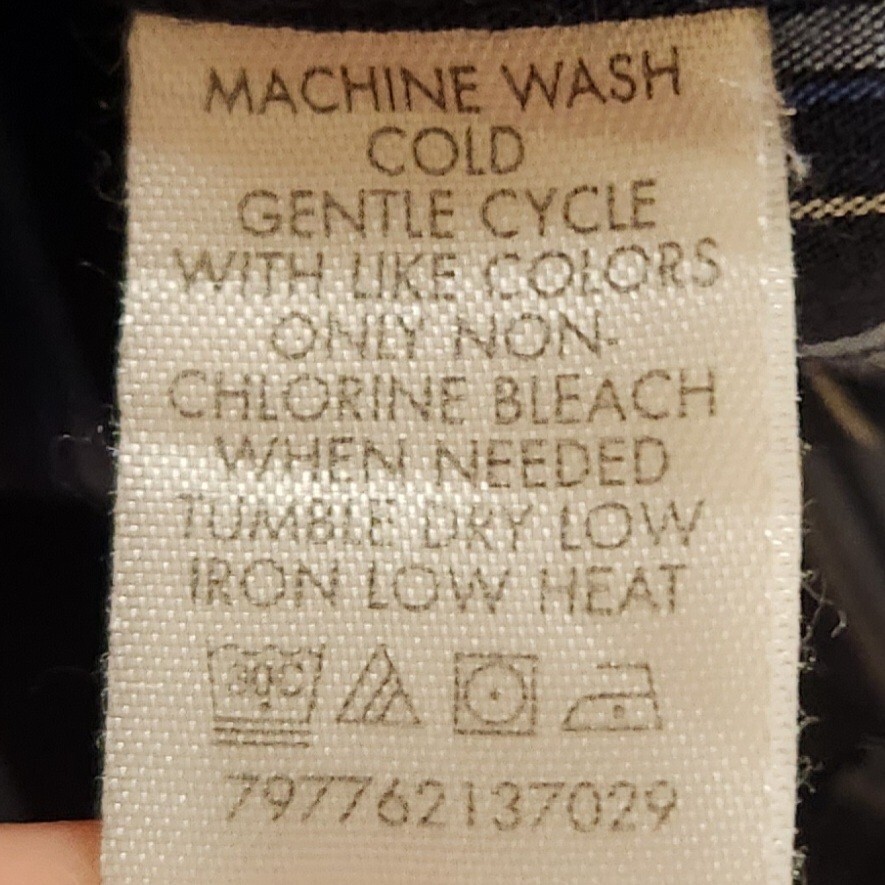 MACHINE WASH
COLD
GENTLE CYCLE
WITH LIKE COLORS
ONLY NON-
CHLORINE BLEACH
WHEN NEEDED
TUMBLE DRY LOW
IRON LOW HEAT
30C
797762137029